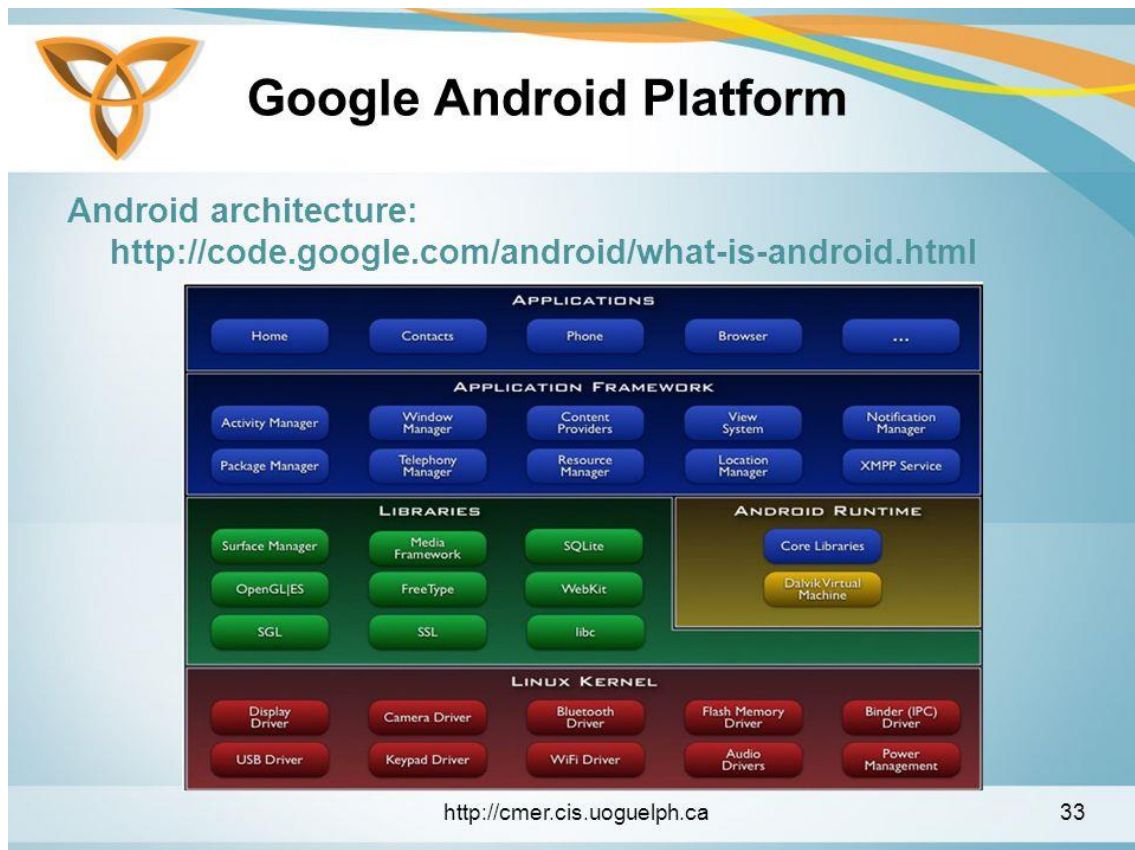 Google Android Platform
Android architecture:
http://code.google.com/android/what-is-android.html
APPLICATIONS
Home
Contacts
Phone
Browser
...
APPLICATION FRAMEWORK
Activity Manager
Window
Manager
Content
Providers
View
System
Notification
Manager
Package Manager
Telephony
Manager
Resource
Manager
Location
Manager
XMPP Service
LIBRARIES
Surface Manager
Media
Framework
SQLite
OpenGL|ES
FreeType
WebKit
SGL
SSL
libc
ANDROID RUNTIME
Core Libraries
Dalvik Virtual
Machine
LINUX KERNEL
Display
Driver
Camera Driver
Bluetooth
Driver
Flash Memory
Driver
Binder (IPC)
Driver
USB Driver
Keypad Driver
WiFi Driver
Audio
Drivers
Power
Management
http://cmer.cis.uoguelph.ca
33